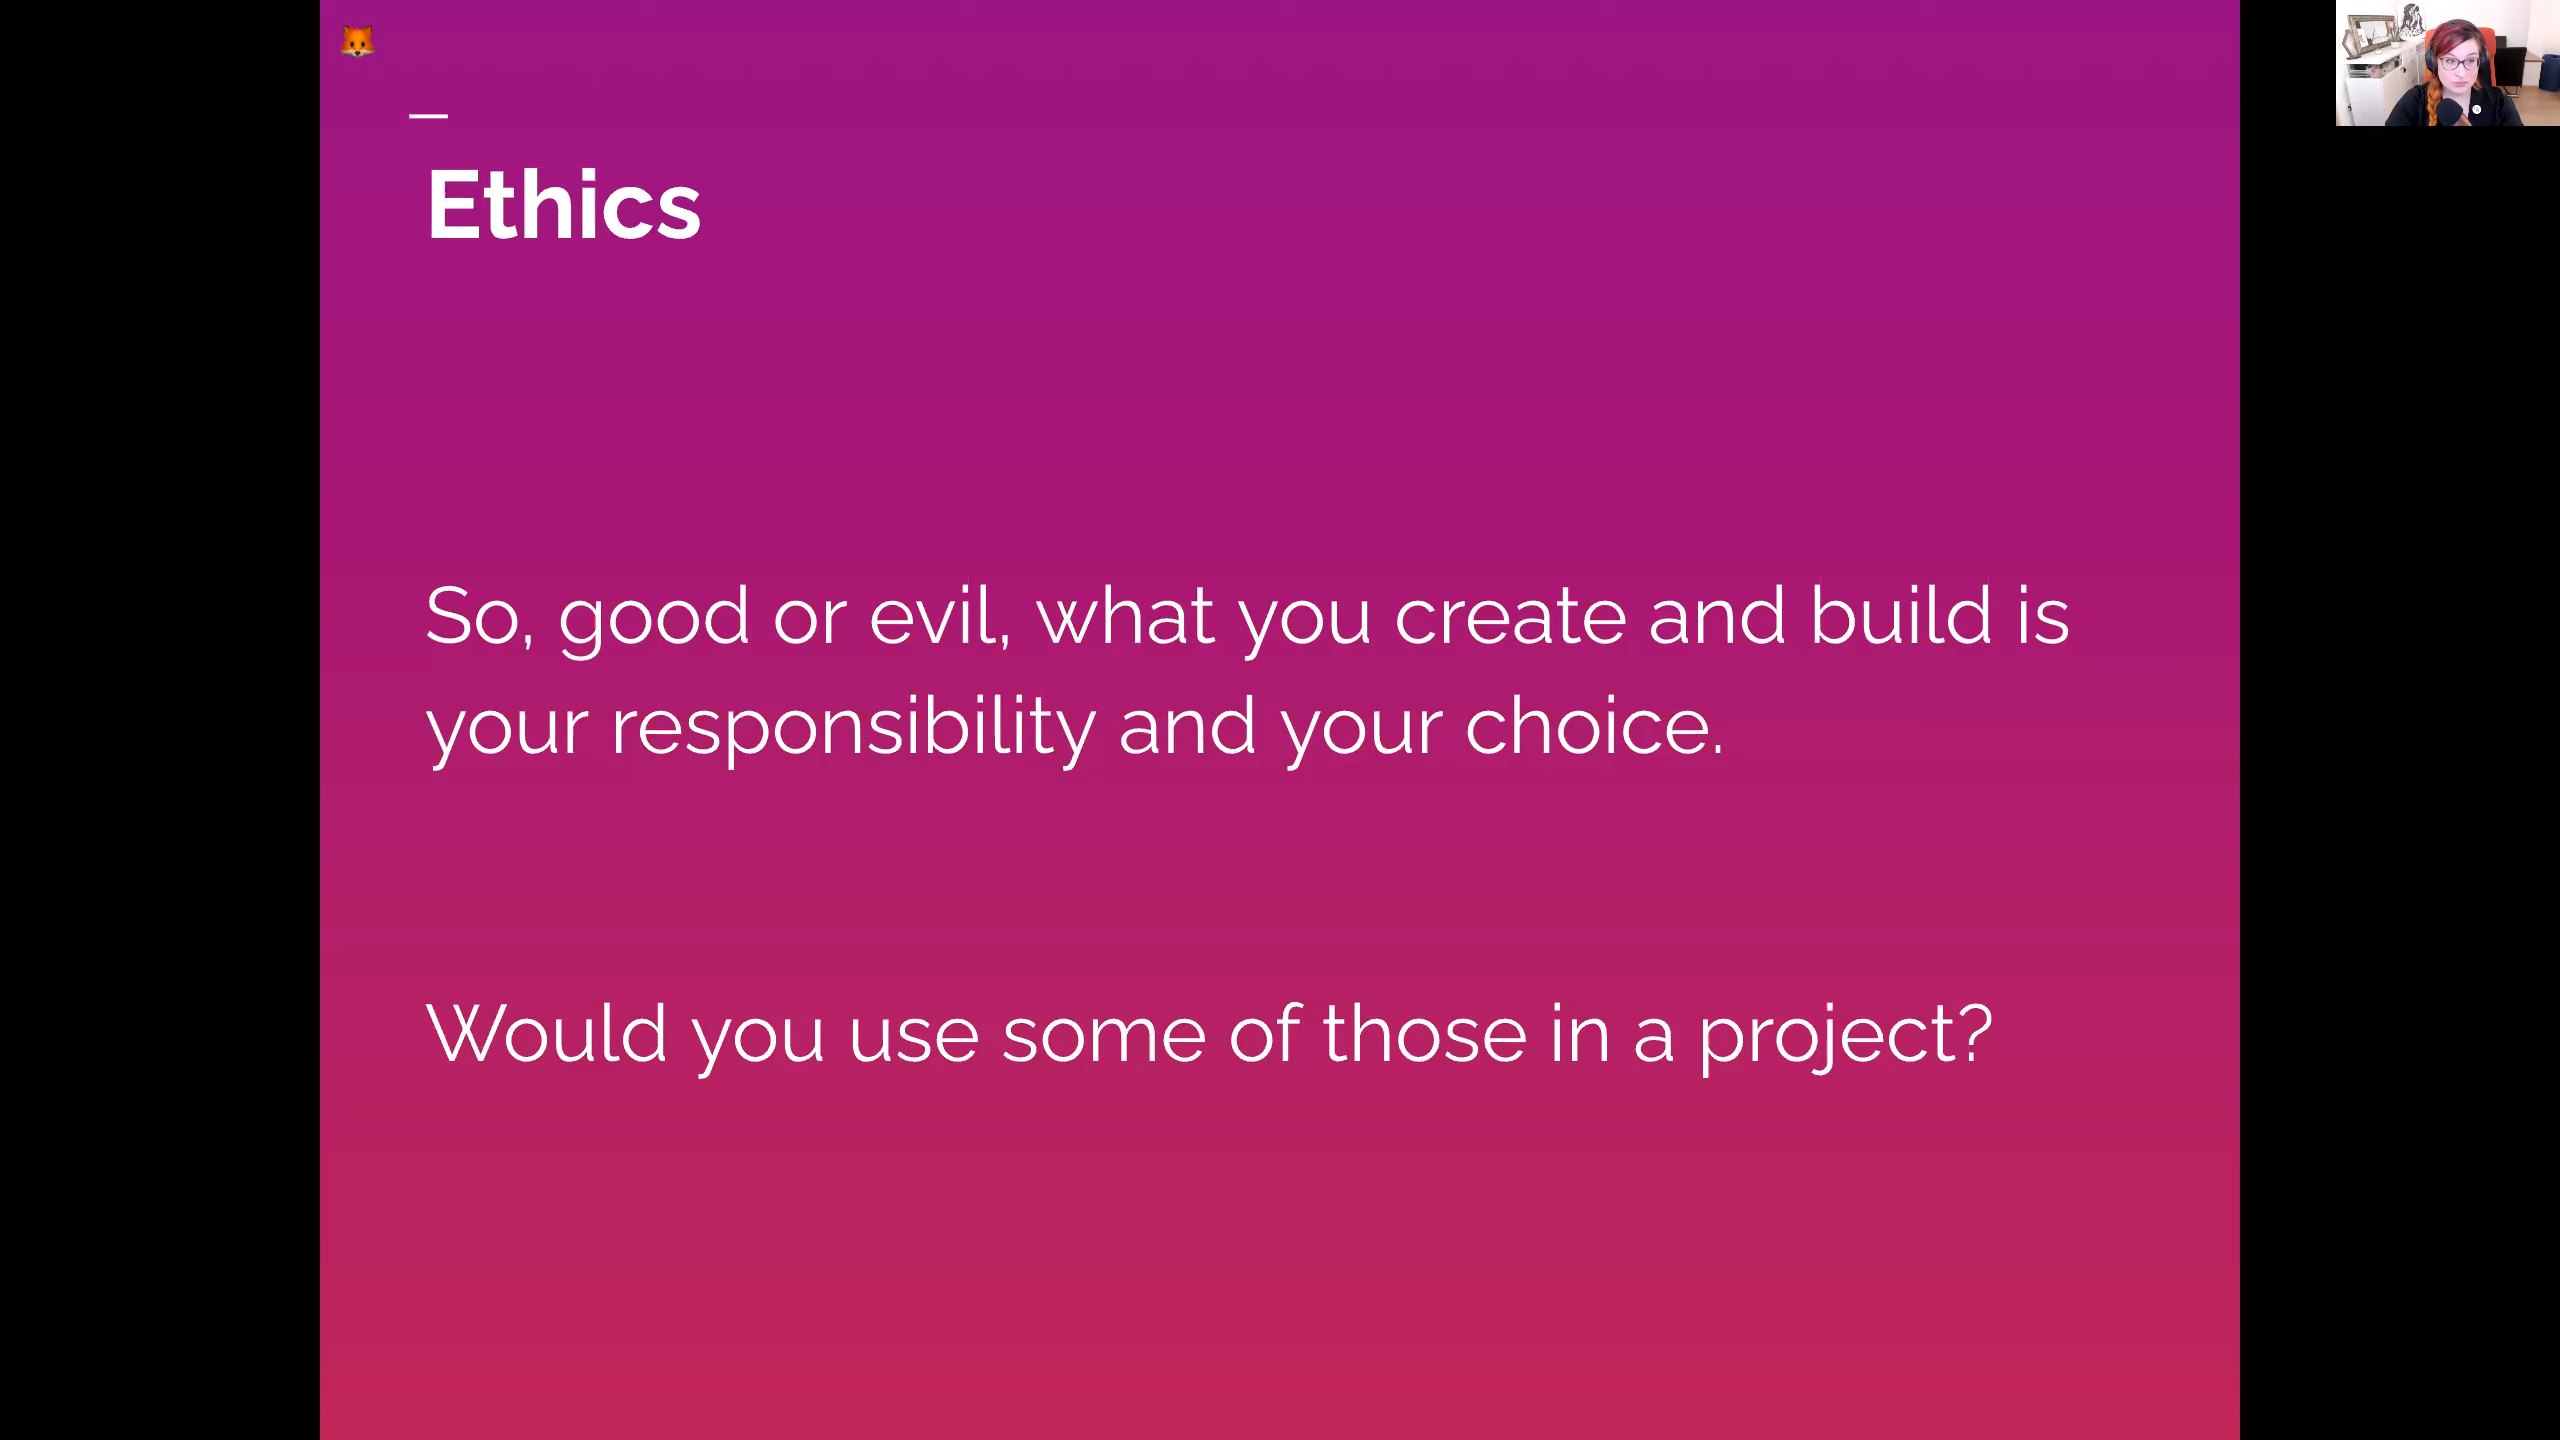 Ethics
So, good or evil, what you create and build is
your responsibility and your choice.
Would you use some of those in a project?